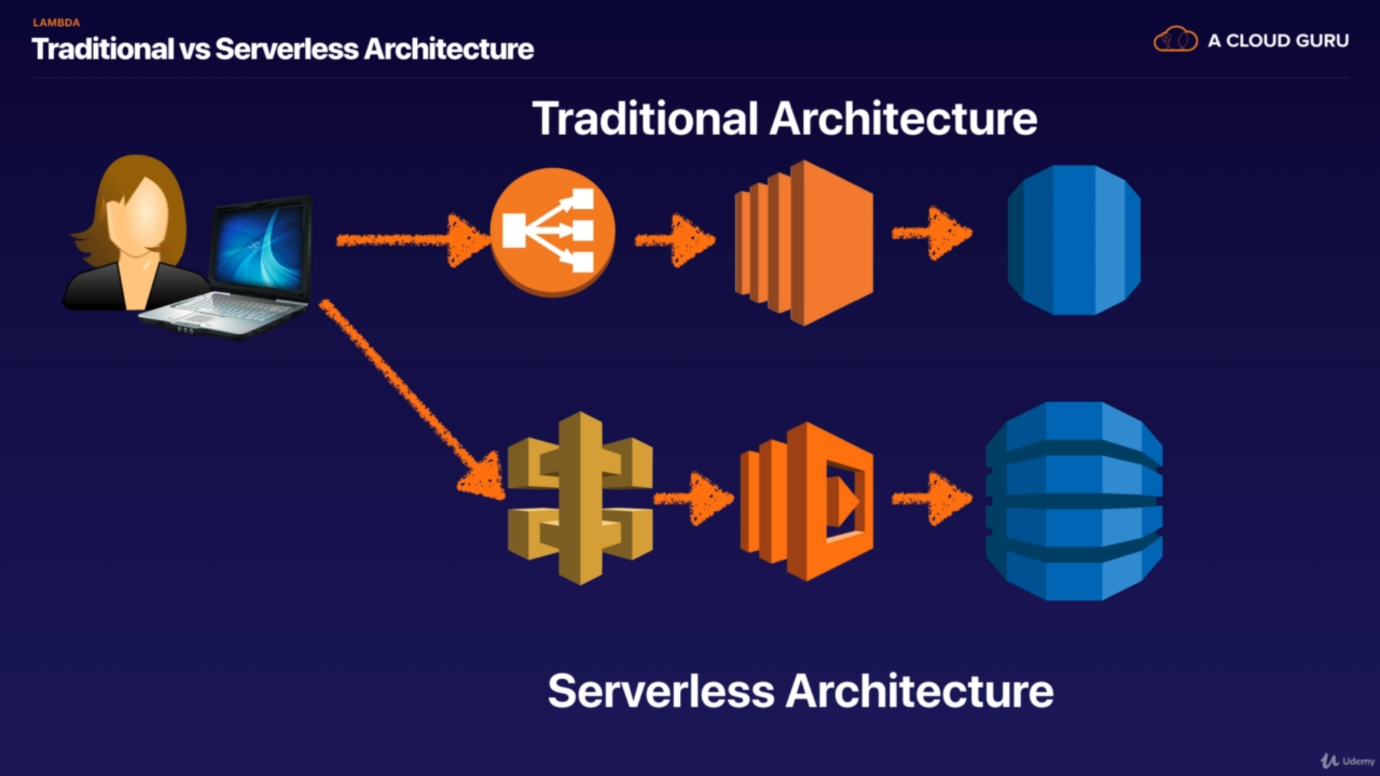 LAMBDA
Traditional vs Serverless Architecture
A CLOUD GURU
Traditional Architecture
Serverless Architecture
Udemy